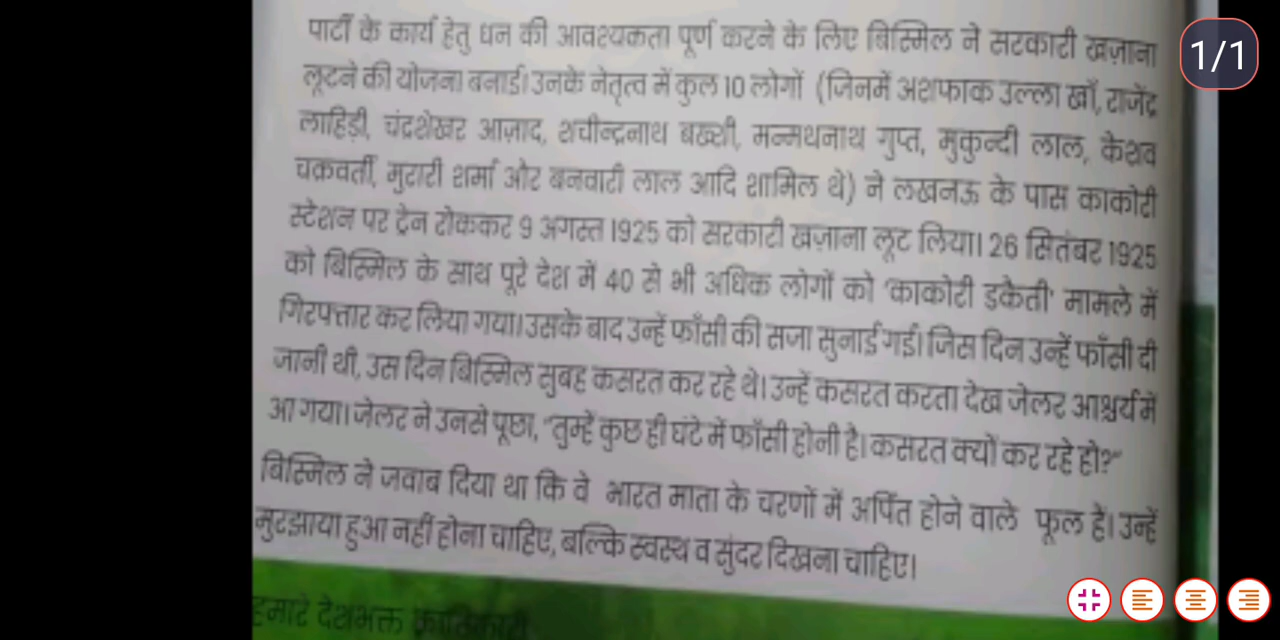 पार्टी के कार्य हेतु धन की आवश्यकता पूर्ण करने के लिए बिस्मिल ने सरकारी खज़ाना
लूटने की योजना बनाई। उनके नेतृत्व में कुल 10 लोगों (जिनमें अशफाक उल्ला खाँ, राजेंद्र
लाहिड़ी, चंद्रशेखर आज़ाद, शचीन्द्रनाथ बख्शी, मन्मथनाथ गुप्त, मुकुन्दी लाल, केशव
चक्रवर्ती, मुरारी शर्मा और बनवारी लाल आदि शामिल थे) ने लखनऊ के पास काकोरी
स्टेशन पर ट्रेन रोककर 9 अगस्त 1925 को सरकारी खज़ाना लूट लिया। 26 सितंबर 1925
को बिस्मिल के साथ पूरे देश में 40 से भी अधिक लोगों को ‘काकोरी डकैती’ मामले में
गिरफ्तार कर लिया गया। उसके बाद उन्हें फाँसी की सजा सुनाई गई। जिस दिन उन्हें फाँसी दी
जानी थी, उस दिन बिस्मिल सुबह कसरत कर रहे थे। उन्हें कसरत करता देख जेलर आश्चर्य में
आ गया। जेलर ने उनसे पूछा, “तुम्हें कुछ ही घंटे में फाँसी होनी है। कसरत क्यों कर रहे हो?”
बिस्मिल ने जवाब दिया था कि वे भारत माता के चरणों में अर्पित होने वाले फूल हैं। उन्हें
मुरझाया हुआ नहीं होना चाहिए, बल्कि स्वस्थ व सुंदर दिखना चाहिए।
हमारे देशभक्त क्रांतिकारी
1/1